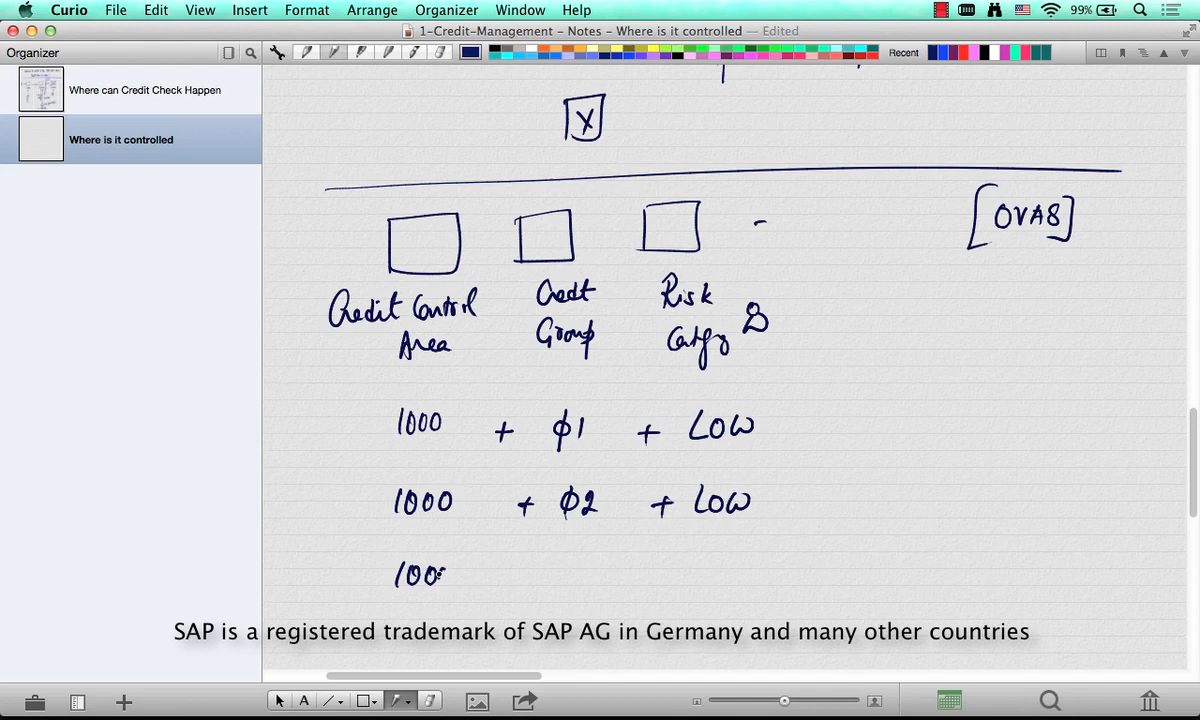 Curio File Edit View Insert Format Arrange Organizer Window Help 99%
1-Credit-Management - Notes - Where is it controlled — Edited
Organizer
Recent
Where can Credit Check Happen
Where is it controlled
X
[OVA8]
Credit Control Area
Credit Group
Risk
1000 + 01 + LOW
1000 + 02 + LOW
100
SAP is a registered trademark of SAP AG in Germany and many other countries